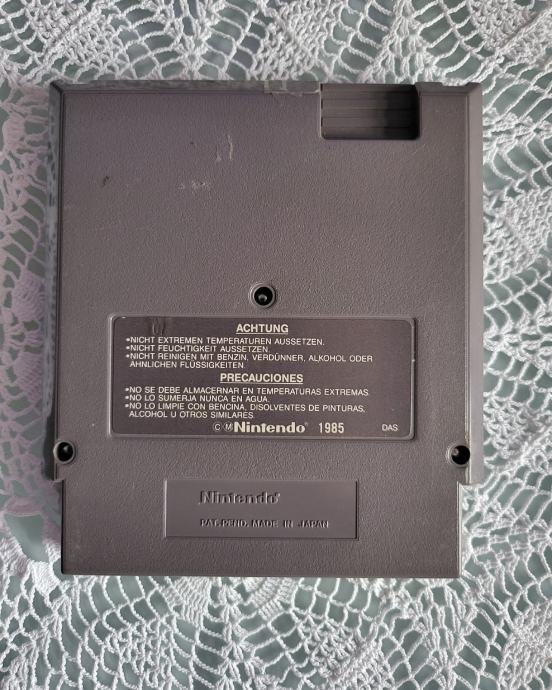 ACHTUNG
•NICHT EXTREMEN TEMPERATUREN AUSSETZEN.
•NICHT FEUCHTIGKEIT AUSSETZEN.
•NICHT REINIGEN MIT BENZIN, VERDÜNNER, ALKOHOL ODER
ÄHNLICHEN FLÜSSIGKEITEN.
PRECAUCIONES
•NO SE DEBE ALMACERNAR EN TEMPERATURAS EXTREMAS.
•NO LO SUMERJA NUNCA EN AGUA.
•NO LO LIMPIE CON BENCINA, DISOLVENTES DE PINTURAS,
ALCOHOL U OTROS SIMILARES.
©ⓂNintendo® 1985 DAS
Nintendo®
PAT. PEND. MADE IN JAPAN